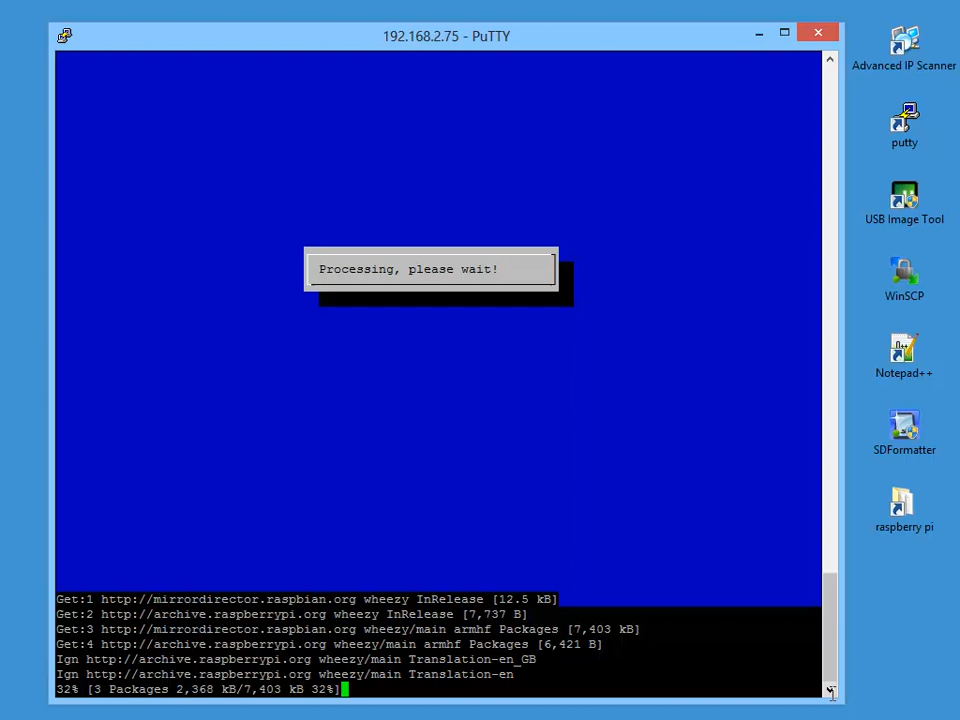 192.168.2.75 - PuTTY
Advanced IP Scanner
putty
USB Image Tool
WinSCP
Notepad++
SDFormatter
raspberry pi
Processing, please wait!
Get:1 http://mirrordirector.raspbian.org wheezy InRelease [12.5 kB]
Get:2 http://archive.raspberrypi.org wheezy InRelease [7,737 B]
Get:3 http://mirrordirector.raspbian.org wheezy/main armhf Packages [7,403 kB]
Get:4 http://archive.raspberrypi.org wheezy/main armhf Packages [6,421 B]
Ign http://archive.raspberrypi.org wheezy/main Translation-en_GB
Ign http://archive.raspberrypi.org wheezy/main Translation-en
32% [3 Packages 2,368 kB/7,403 kB 32%]